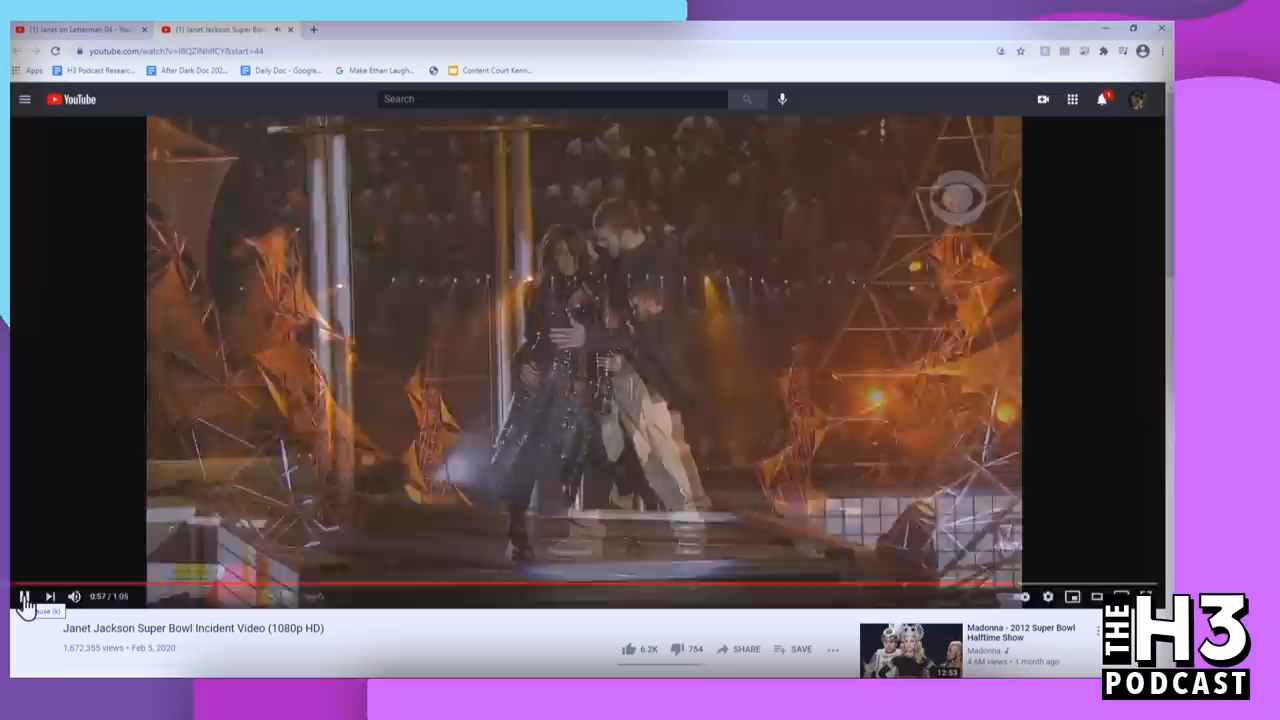 (1) Janet on Letterman 04 - YouT
(1) Janet Jackson Super Bow
youtube.com/watch?v=
&start=44
Apps
H3 Podcast Researc...
After Dark Doc 202...
Daily Doc - Google...
Make Ethan Laugh...
Content Court Kenn...
YouTube
Search
1
0:57 / 1:05
ause (k)
Janet Jackson Super Bowl Incident Video (1080p HD)
1,672,355 views • Feb 5, 2020
6.2K
754
SHARE
SAVE
Madonna - 2012 Super Bowl
Halftime Show
Madonna
4.6M views • 1 month ago
12:53
THE
H3
PODCAST